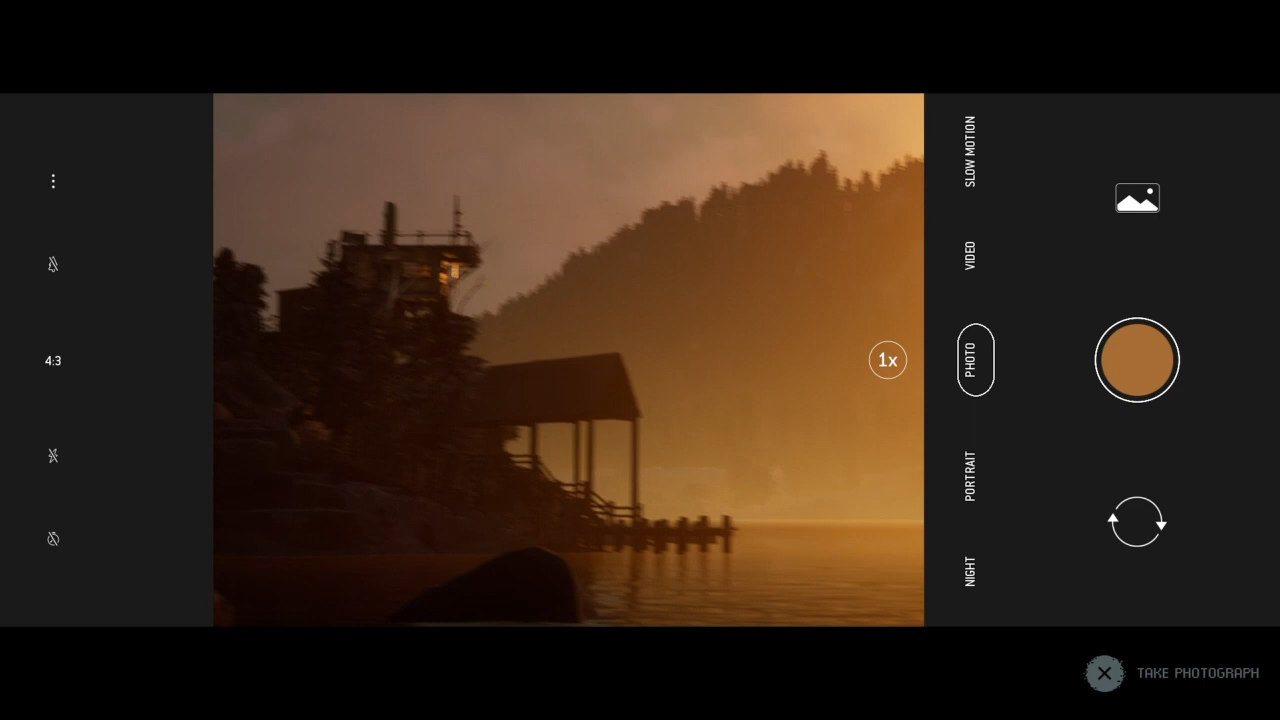 4:3
1x
SLOW MOTION
VIDEO
PHOTO
PORTRAIT
NIGHT
TAKE PHOTOGRAPH